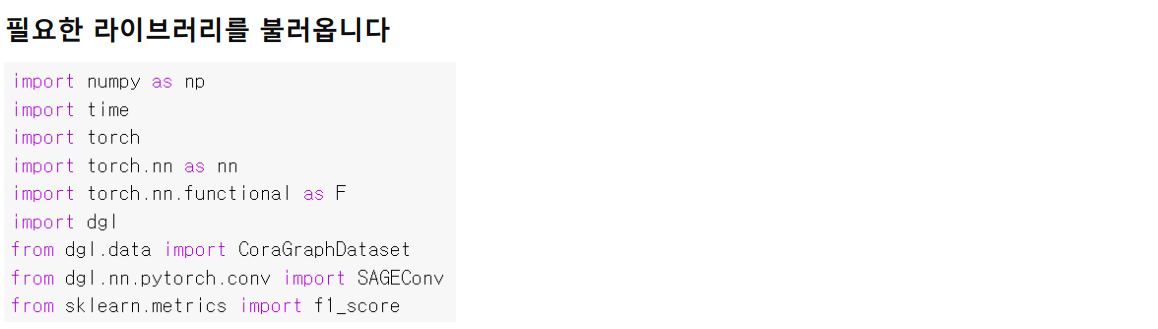 필요한 라이브러리를 불러옵니다
import numpy as np
import time
import torch
import torch.nn as nn
import torch.nn.functional as F
import dgl
from dgl.data import CoraGraphDataset
from dgl.nn.pytorch.conv import SAGEConv
from sklearn.metrics import f1_score